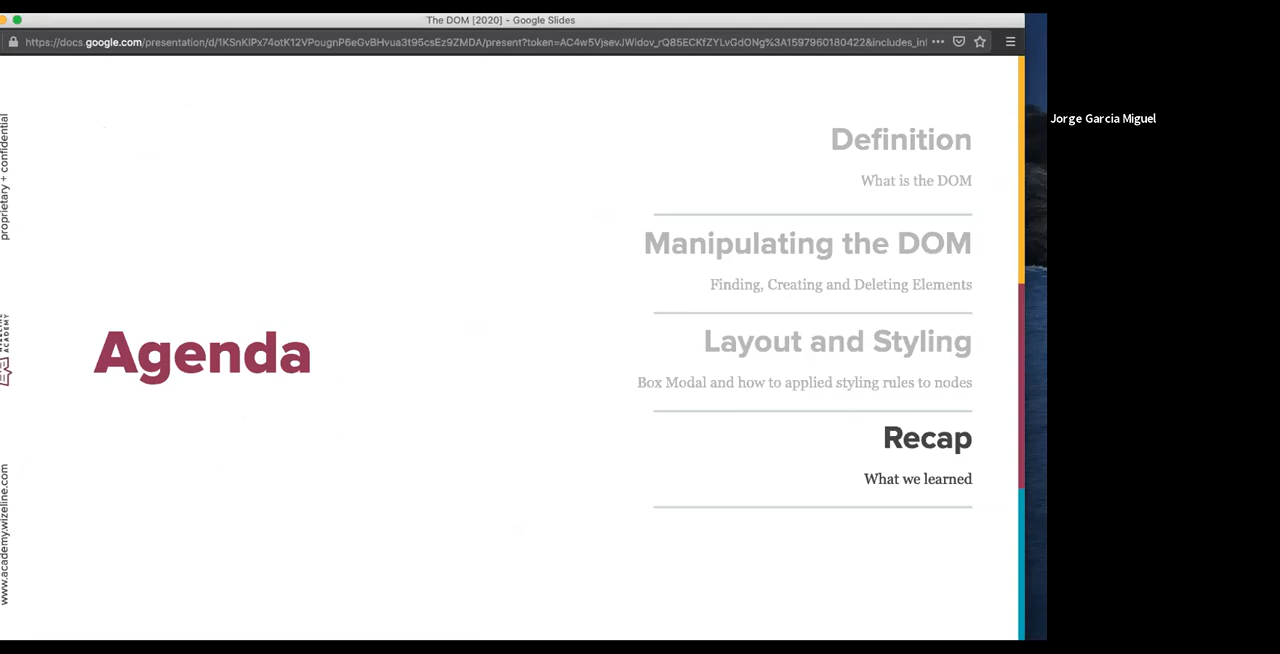 The DOM [2020] - Google Slides
https://docs.google.com/presentation/d/1KSnKlPx74otK12VPougnP6eGvBHvua3t95csEz9ZMDA/present?token=AC4w5VjsevJWidov_rQ85ECKfZYLvGdONg%3A1597960180422&includes_in
Jorge Garcia Miguel
proprietary + confidential
WIZELINE
ACADEMY
www.academy.wizeline.com
Agenda
Definition
What is the DOM
Manipulating the DOM
Finding, Creating and Deleting Elements
Layout and Styling
Box Modal and how to applied styling rules to nodes
Recap
What we learned